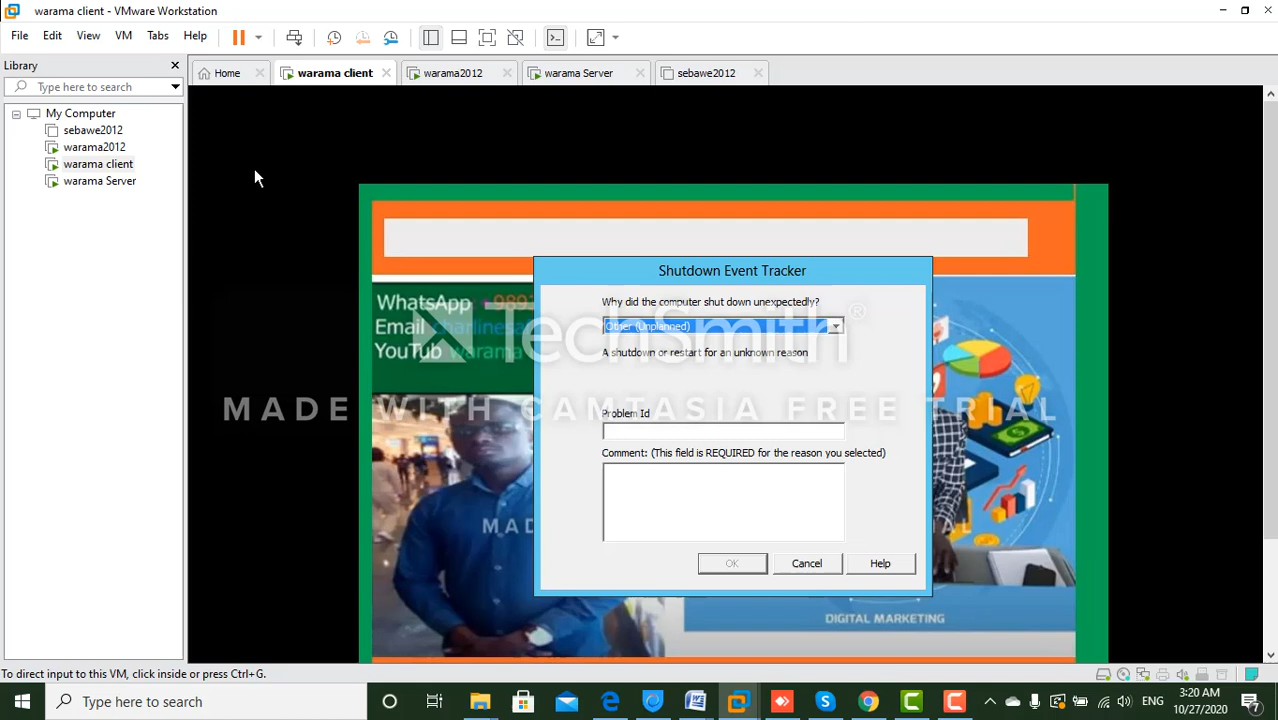 warama client - VMware Workstation
File Edit View VM Tabs Help
Library
Type here to search
My Computer
sebawe2012
warama2012
warama client
warama Server
Home
warama client
warama2012
warama Server
sebawe2012
WhatsApp
Email
YouTub warama
Shutdown Event Tracker
Why did the computer shut down unexpectedly?
Other (Unplanned)
A shutdown or restart for an unknown reason
Problem Id
Comment: (This field is REQUIRED for the reason you selected)
OK Cancel Help
TechSmith®
MADE WITH CAMTASIA FREE TRIAL
DIGITAL MARKETING
To direct input to this VM, click inside or press Ctrl+G.
Type here to search
ENG
3:20 AM
10/27/2020
7